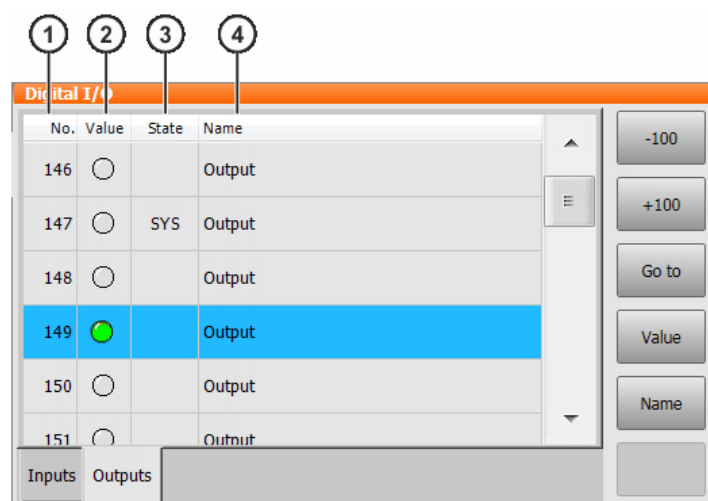 1 2 3 4
Digital I/O
No. Value State Name
146 Output
147 SYS Output
148 Output
149 Output
150 Output
151 Output
Inputs Outputs
-100
+100
Go to
Value
Name